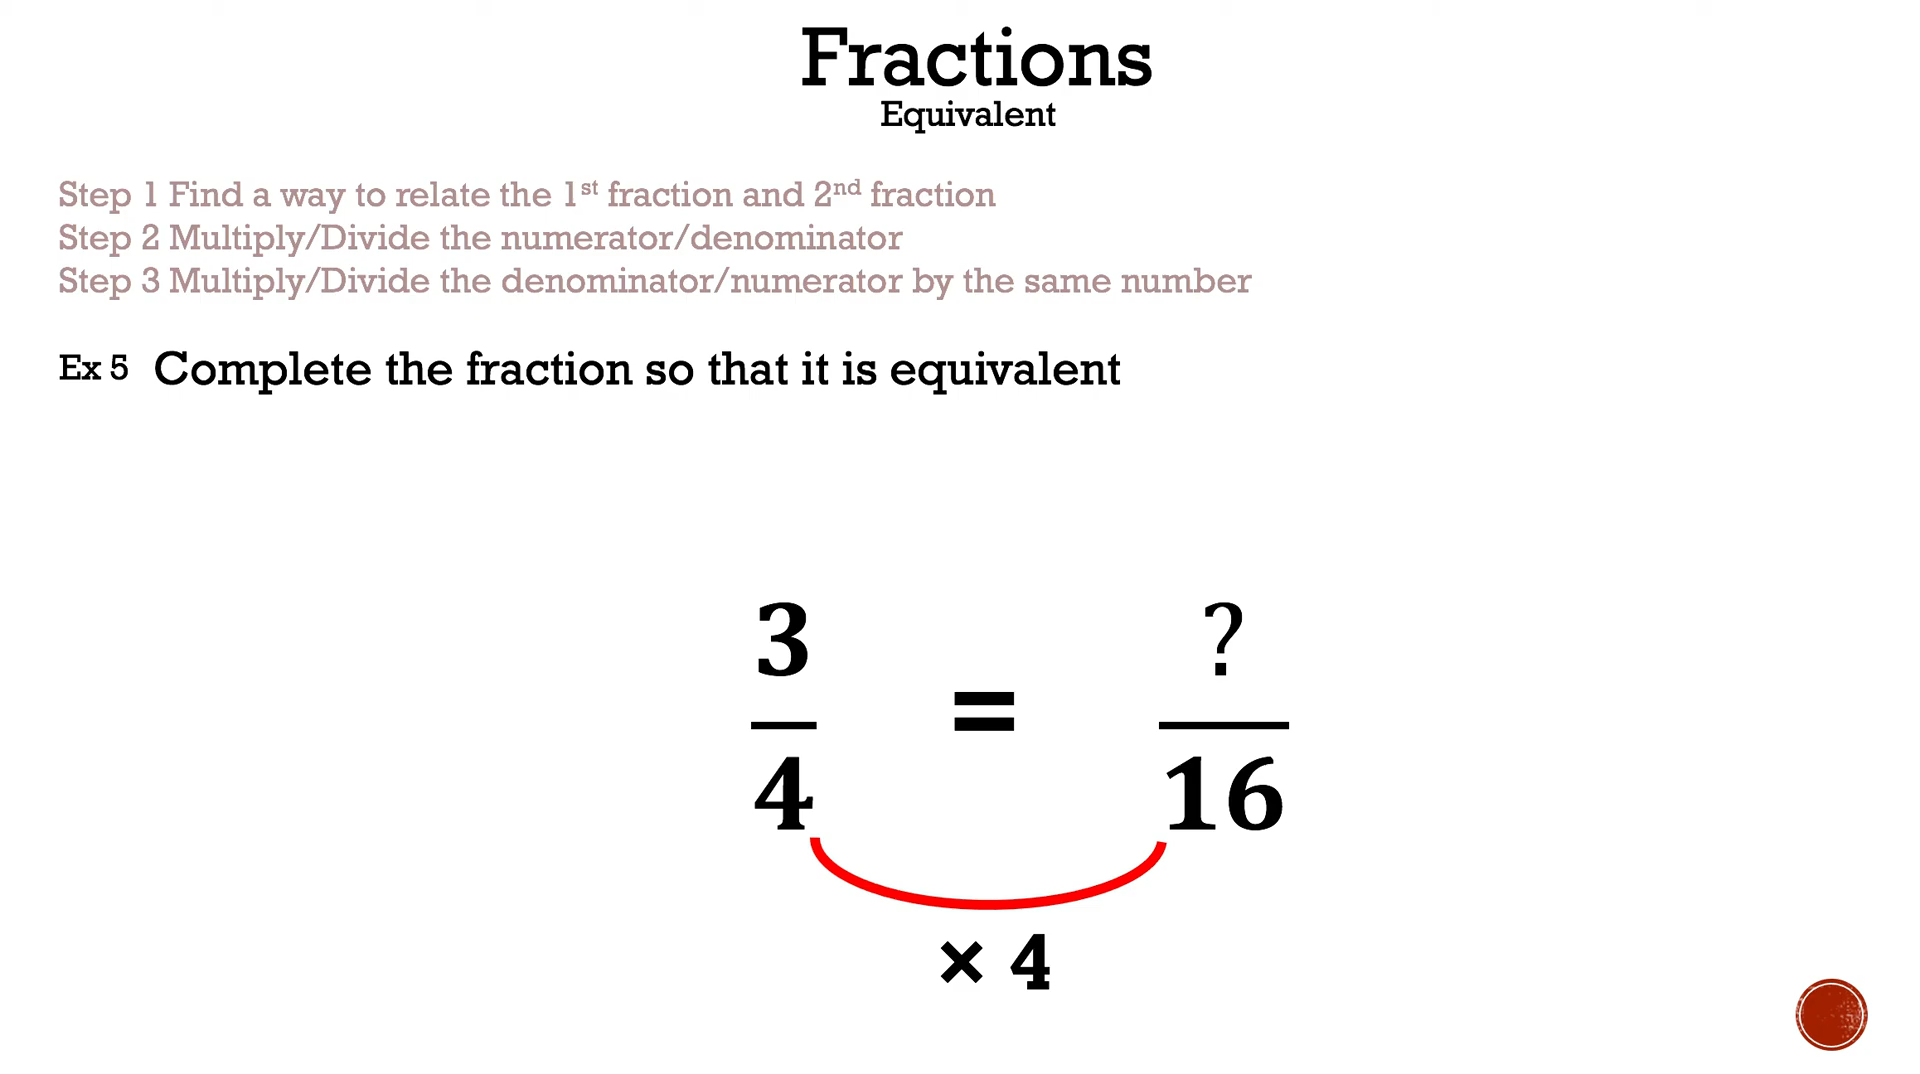 Fractions
Equivalent
Step 1 Find a way to relate the 1st fraction and 2nd fraction
Step 2 Multiply/Divide the numerator/denominator
Step 3 Multiply/Divide the denominator/numerator by the same number
Ex 5 Complete the fraction so that it is equivalent
3 ?
=
4 16
× 4